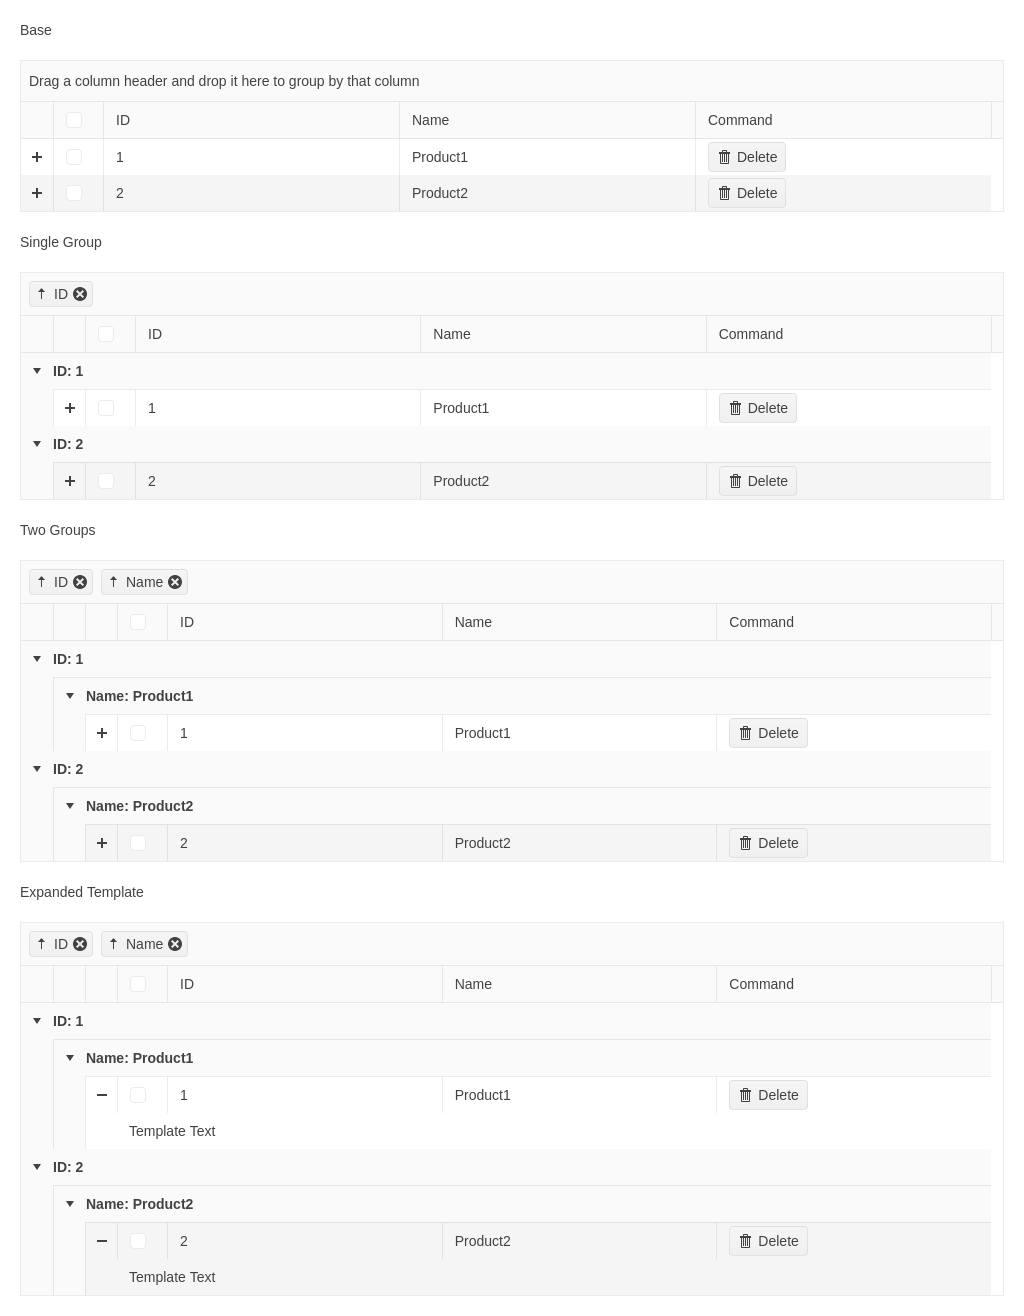 Base
Drag a column header and drop it here to group by that column
ID Name Command
1 Product1 Delete
2 Product2 Delete
Single Group
ID
ID Name Command
ID: 1
1 Product1 Delete
ID: 2
2 Product2 Delete
Two Groups
ID Name
ID Name Command
ID: 1
Name: Product1
1 Product1 Delete
ID: 2
Name: Product2
2 Product2 Delete
Expanded Template
ID Name
ID Name Command
ID: 1
Name: Product1
1 Product1 Delete
Template Text
ID: 2
Name: Product2
2 Product2 Delete
Template Text